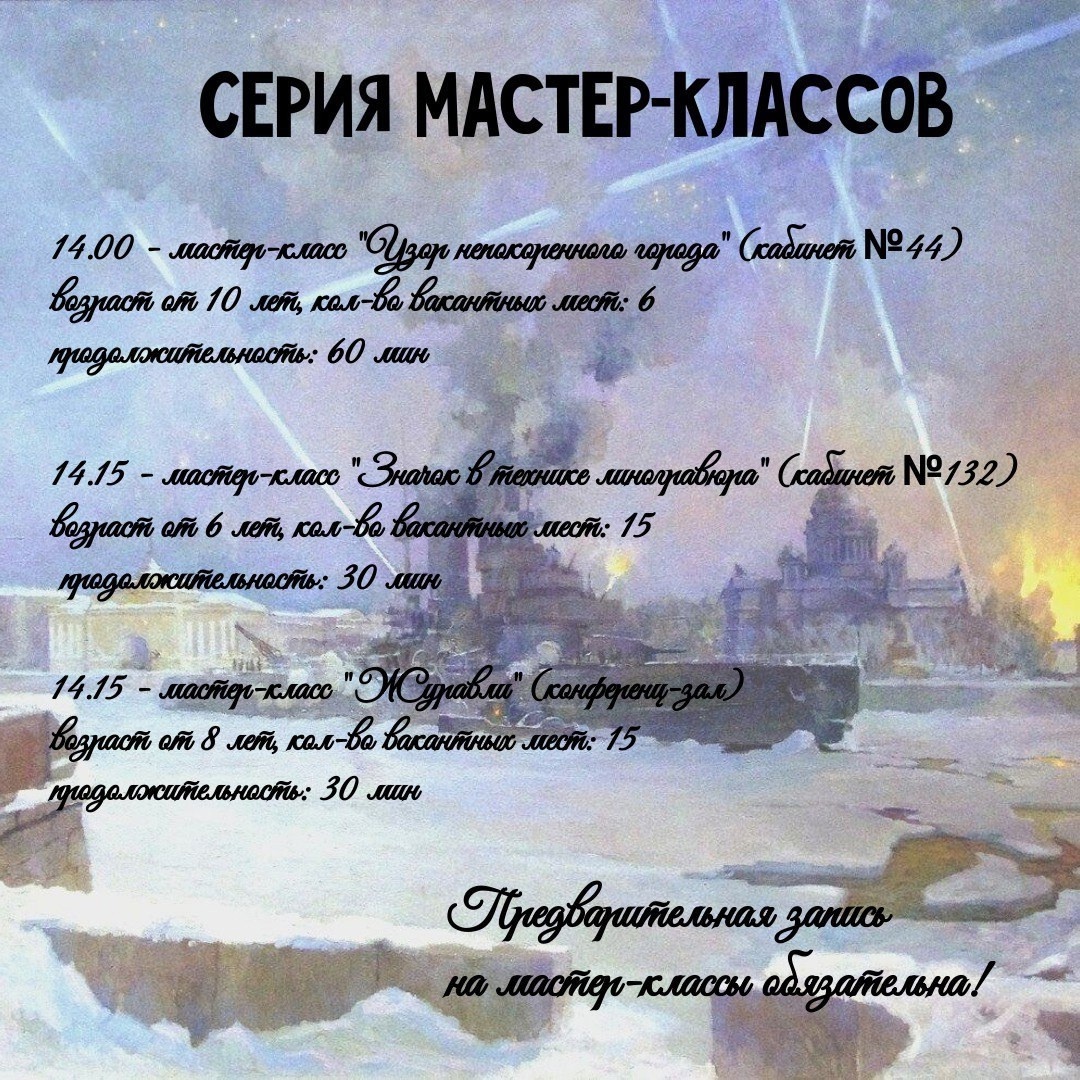 СЕРИЯ МАСТЕР-КЛАССОВ
14.00 - мастер-класс "Узор непокоренного города" (кабинет №44)
возраст от 10 лет, кол-во вакантных мест: 6
продолжительность: 60 мин
14.15 - мастер-класс "Значок в технике линогравюра" (кабинет №132)
возраст от 6 лет, кол-во вакантных мест: 15
продолжительность: 30 мин
14.15 - мастер-класс "Журавли" (конференц-зал)
возраст от 8 лет, кол-во вакантных мест: 15
продолжительность: 30 мин
Предварительная запись
на мастер-классы обязательна!